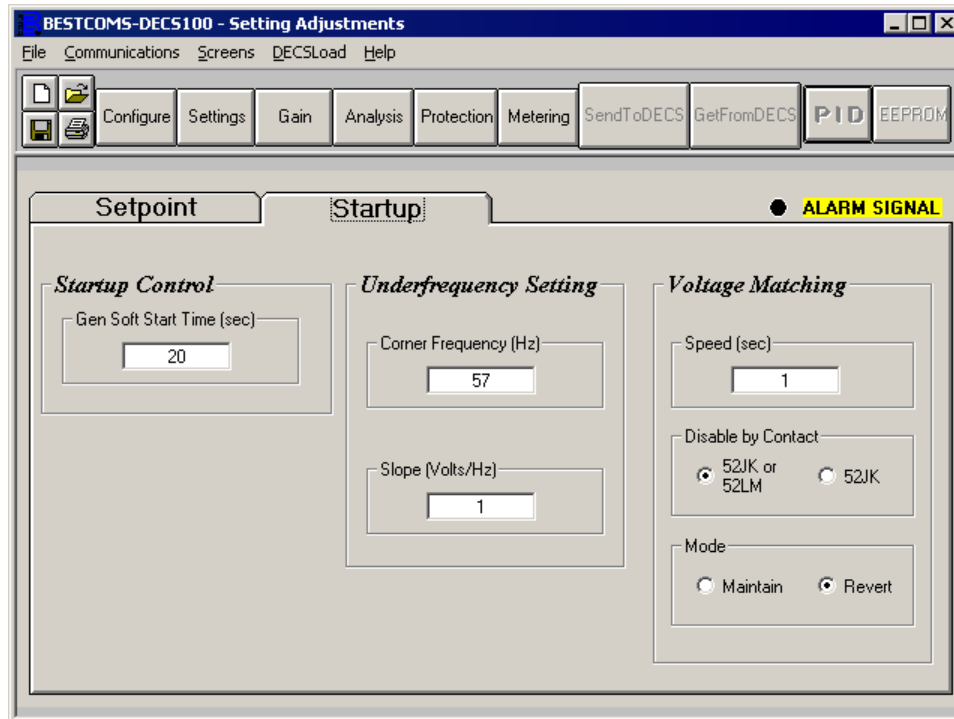 BESTCOMS-DECS100 - Setting Adjustments
File Communications Screens DECSLoad Help
Configure Settings Gain Analysis Protection Metering SendToDECS GetFromDECS PID EEPROM
Setpoint Startup ALARM SIGNAL
Startup Control
Gen Soft Start Time (sec)
20
Underfrequency Setting
Corner Frequency (Hz)
57
Slope (Volts/Hz)
1
Voltage Matching
Speed (sec)
1
Disable by Contact
52JK or
52LM
52JK
Mode
Maintain Revert